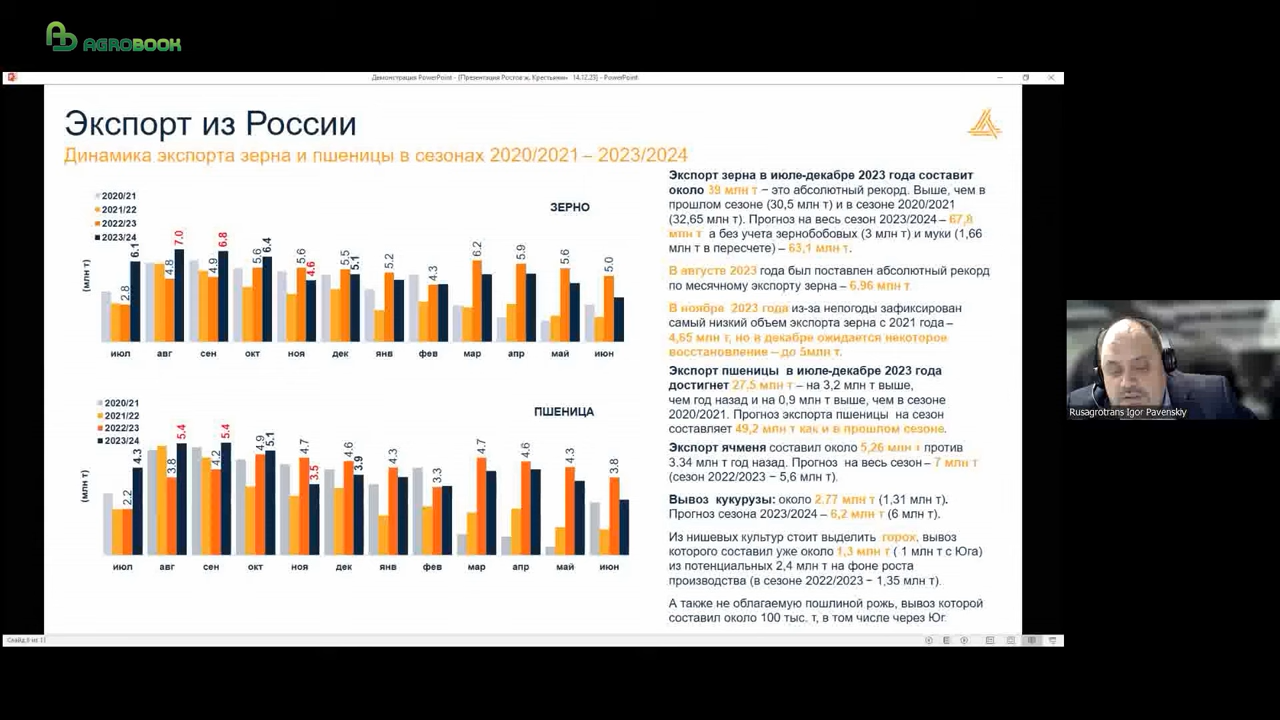 AGROBOOK
Демонстрация PowerPoint - [Презентация Росгла ж. Крестьянин 14.12.23] - PowerPoint
Экспорт из России
Динамика экспорта зерна и пшеницы в сезонах 2020/2021 – 2023/2024
2020/21
2021/22
2022/23
2023/24
ЗЕРНО
(млн т)
2.8 6.1 4.8 7.0 4.9 6.8 5.6 6.4 5.6 4.6 5.5 5.1 5.2 4.3 6.2 5.9 5.6 5.0
июл авг сен окт ноя дек янв фев мар апр май июн
2020/21
2021/22
2022/23
2023/24
ПШЕНИЦА
(млн т)
2.2 4.3 3.8 5.4 4.2 5.4 4.9 5.1 4.7 3.5 4.6 3.9 4.3 3.3 4.7 4.6 4.3 3.8
июл авг сен окт ноя дек янв фев мар апр май июн
Экспорт зерна в июле-декабре 2023 года составит
около 39 млн т – это абсолютный рекорд. Выше, чем в
прошлом сезоне (30,5 млн т) и в сезоне 2020/2021
(32,65 млн т). Прогноз на весь сезон 2023/2024 – 67,8
млн т а без учета зернобобовых (3 млн т) и муки (1,66
млн т в пересчете) – 63,1 млн т.
В августе 2023 года был поставлен абсолютный рекорд
по месячному экспорту зерна – 6,96 млн т
В ноябре 2023 года из-за непогоды зафиксирован
самый низкий объем экспорта зерна с 2021 года –
4,65 млн т, но в декабре ожидается некоторое
восстановление – до 5млн т.
Экспорт пшеницы в июле-декабре 2023 года
достигнет 27,5 млн т – на 3,2 млн т выше,
чем год назад и на 0,9 млн т выше, чем в сезоне
2020/2021. Прогноз экспорта пшеницы на сезон
составляет 49,2 млн т как и в прошлом сезоне.
Экспорт ячменя составил около 5,26 млн т против
3.34 млн т год назад. Прогноз на весь сезон – 7 млн т
(сезон 2022/2023 – 5,6 млн т).
Вывоз кукурузы: около 2.77 млн т (1,31 млн т).
Прогноз сезона 2023/2024 – 6,2 млн т (6 млн т).
Из нишевых культур стоит выделить горох, вывоз
которого составил уже около 1,3 млн т ( 1 млн т с Юга)
из потенциальных 2,4 млн т на фоне роста
производства (в сезоне 2022/2023 – 1,35 млн т).
А также не облагаемую пошлиной рожь, вывоз которой
составил около 100 тыс. т, в том числе через Юг.
Rusagrotrans Igor Pavenskiy